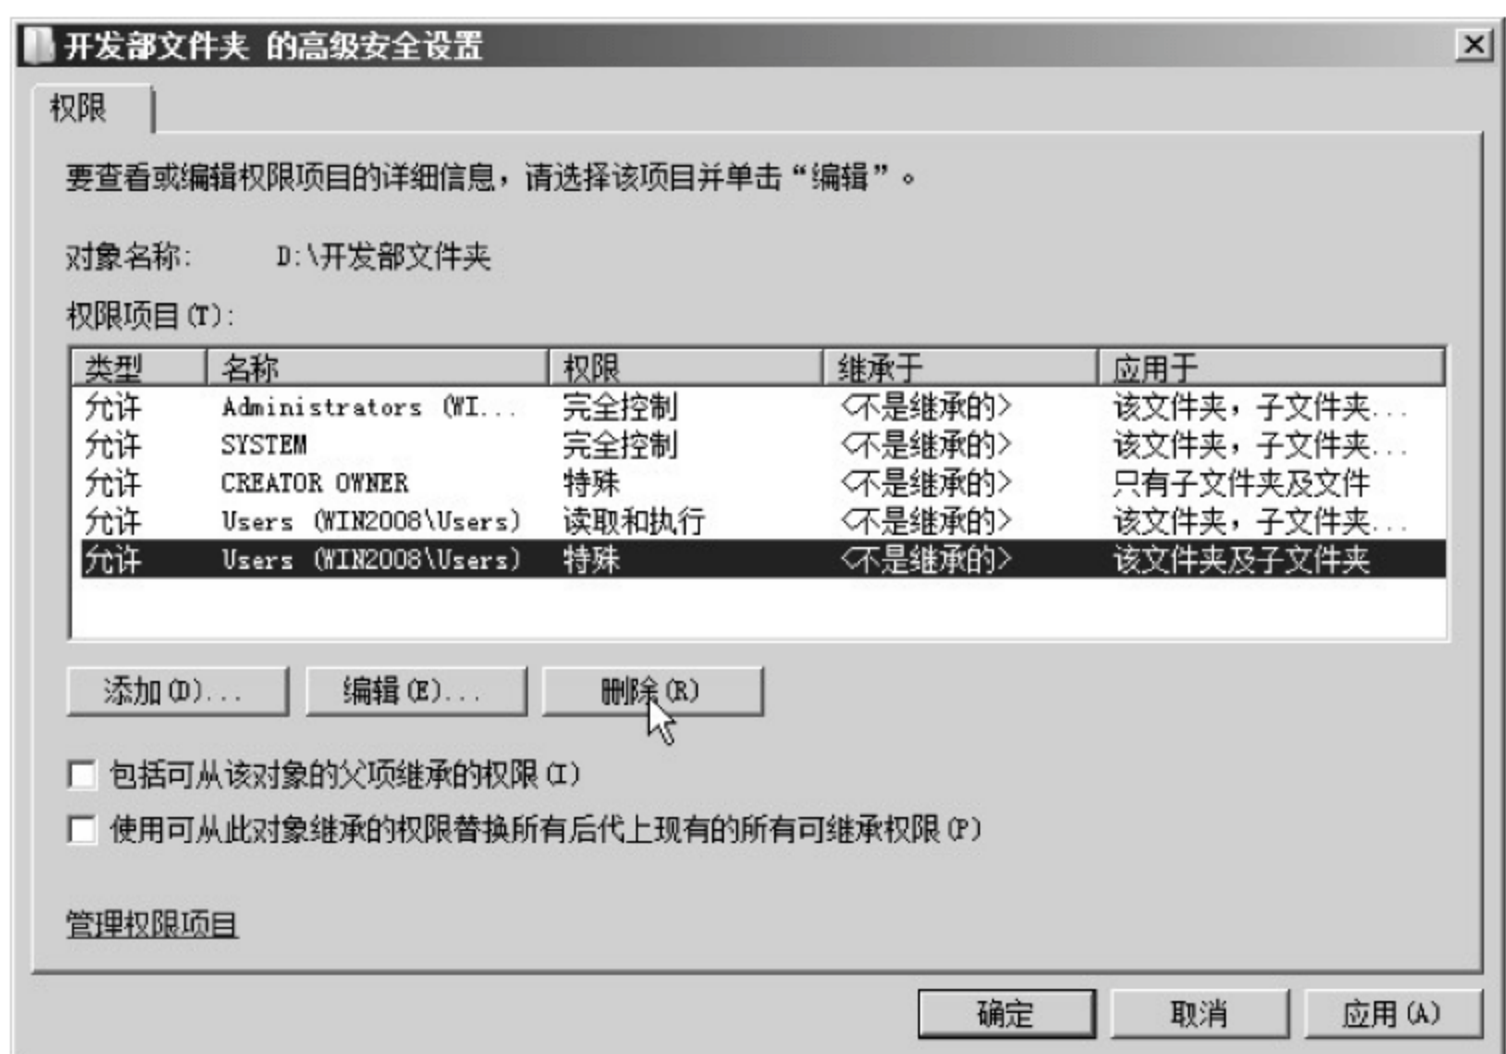 开发部文件夹 的高级安全设置
权限
要查看或编辑权限项目的详细信息，请选择该项目并单击“编辑”。
对象名称: D:\开发部文件夹
权限项目(T):
类型 名称 权限 继承于 应用于
允许 Administrators (WI... 完全控制 <不是继承的> 该文件夹，子文件夹...
允许 SYSTEM 完全控制 <不是继承的> 该文件夹，子文件夹...
允许 CREATOR OWNER 特殊 <不是继承的> 只有子文件夹及文件
允许 Users (WIN2008\Users) 读取和执行 <不是继承的> 该文件夹，子文件夹...
允许 Users (WIN2008\Users) 特殊 <不是继承的> 该文件夹及子文件夹
添加(D)... 编辑(E)... 删除(R)
包括可从该对象的父项继承的权限(I)
使用可从此对象继承的权限替换所有后代上现有的所有可继承权限(P)
管理权限项目
确定 取消 应用(A)